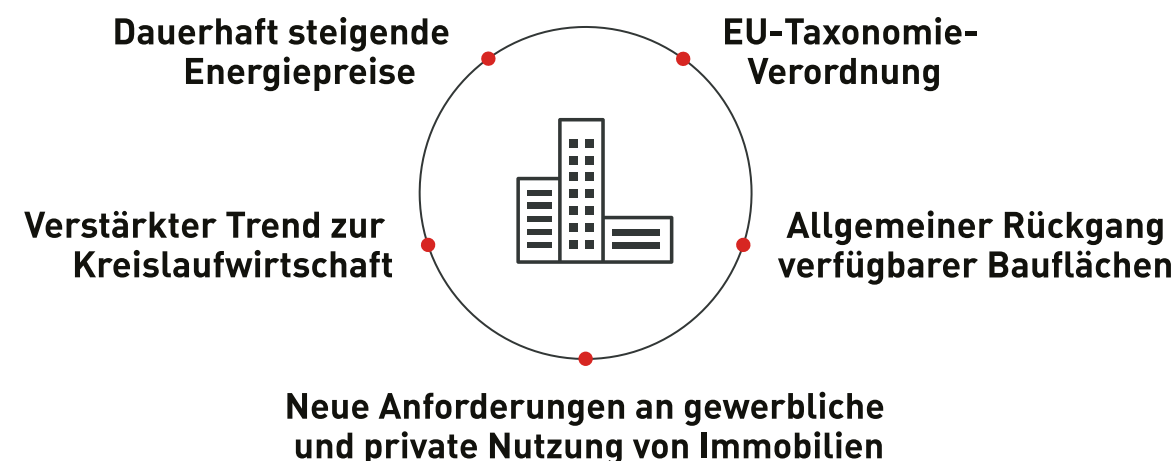 Dauerhaft steigende
Energiepreise
EU-Taxonomie-
Verordnung
Verstärkter Trend zur
Kreislaufwirtschaft
Allgemeiner Rückgang
verfügbarer Bauflächen
Neue Anforderungen an gewerbliche
und private Nutzung von Immobilien